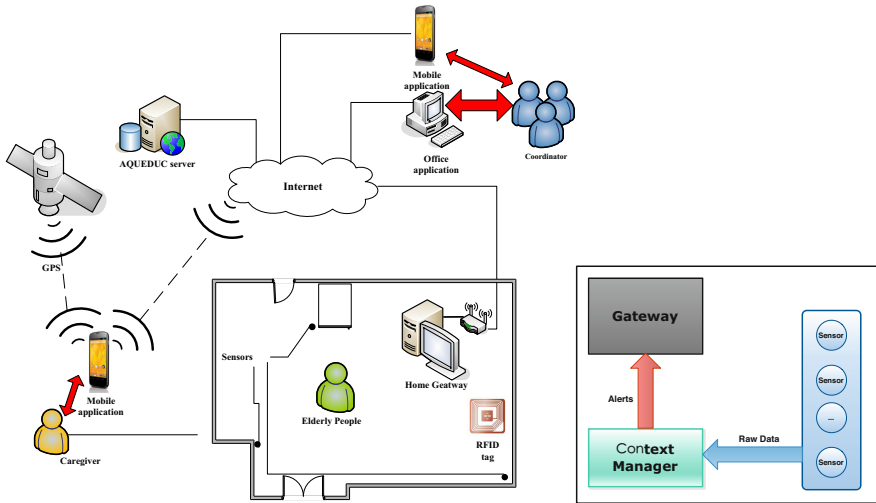 Mobile
application
AQUEDUC server
Office
application
Coordinator
Internet
GPS
Mobile
application
Caregiver
Sensors
Elderly People
Home Geatway
RFID
tag
Gateway
Alerts
Context
Manager
Raw Data
Sensor
Sensor
...
Sensor